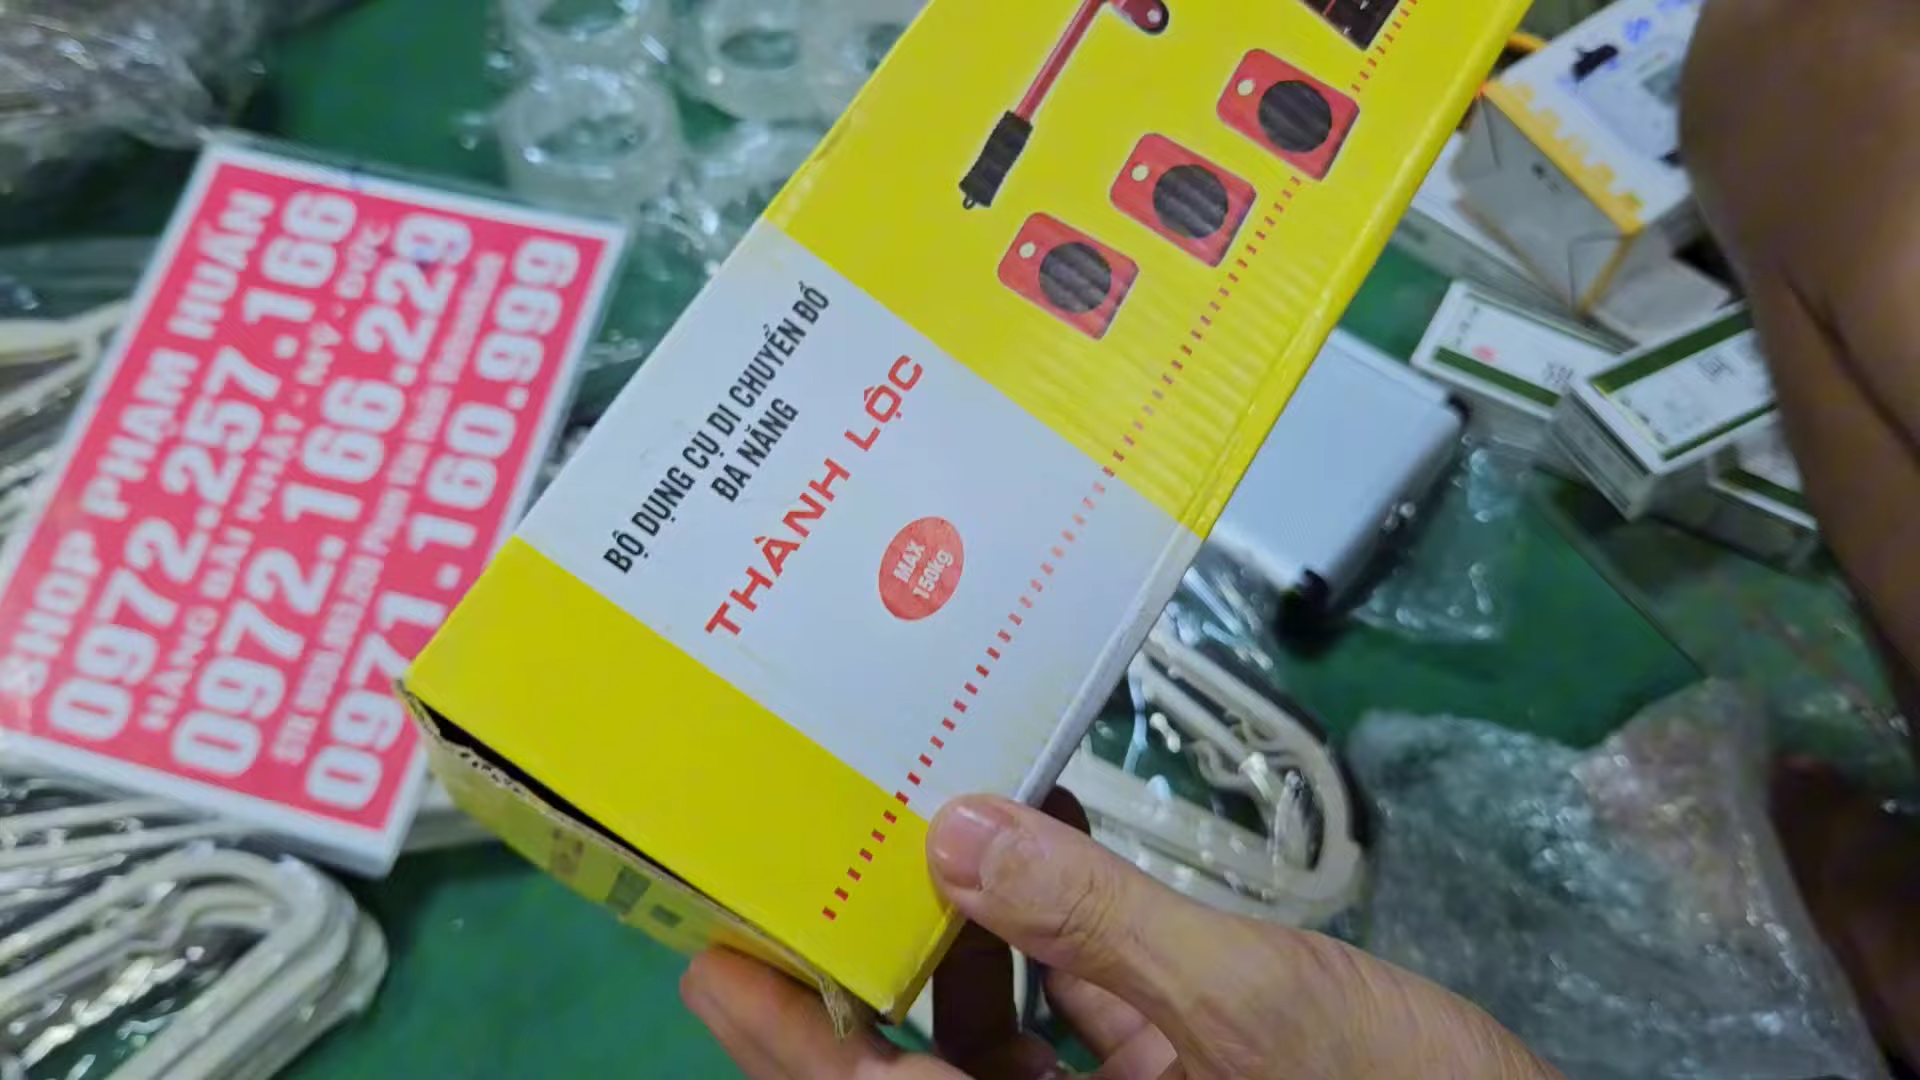 SHOP PHẠM HUẤN
0972.257.166
HÀNG BÃI NHẬT - MY - ĐỨC
0972.166.229
0971.160.999
BỘ DỤNG CỤ DI CHUYỂN ĐỒ
ĐA NĂNG
THÀNH LỘC
MAX
150kg